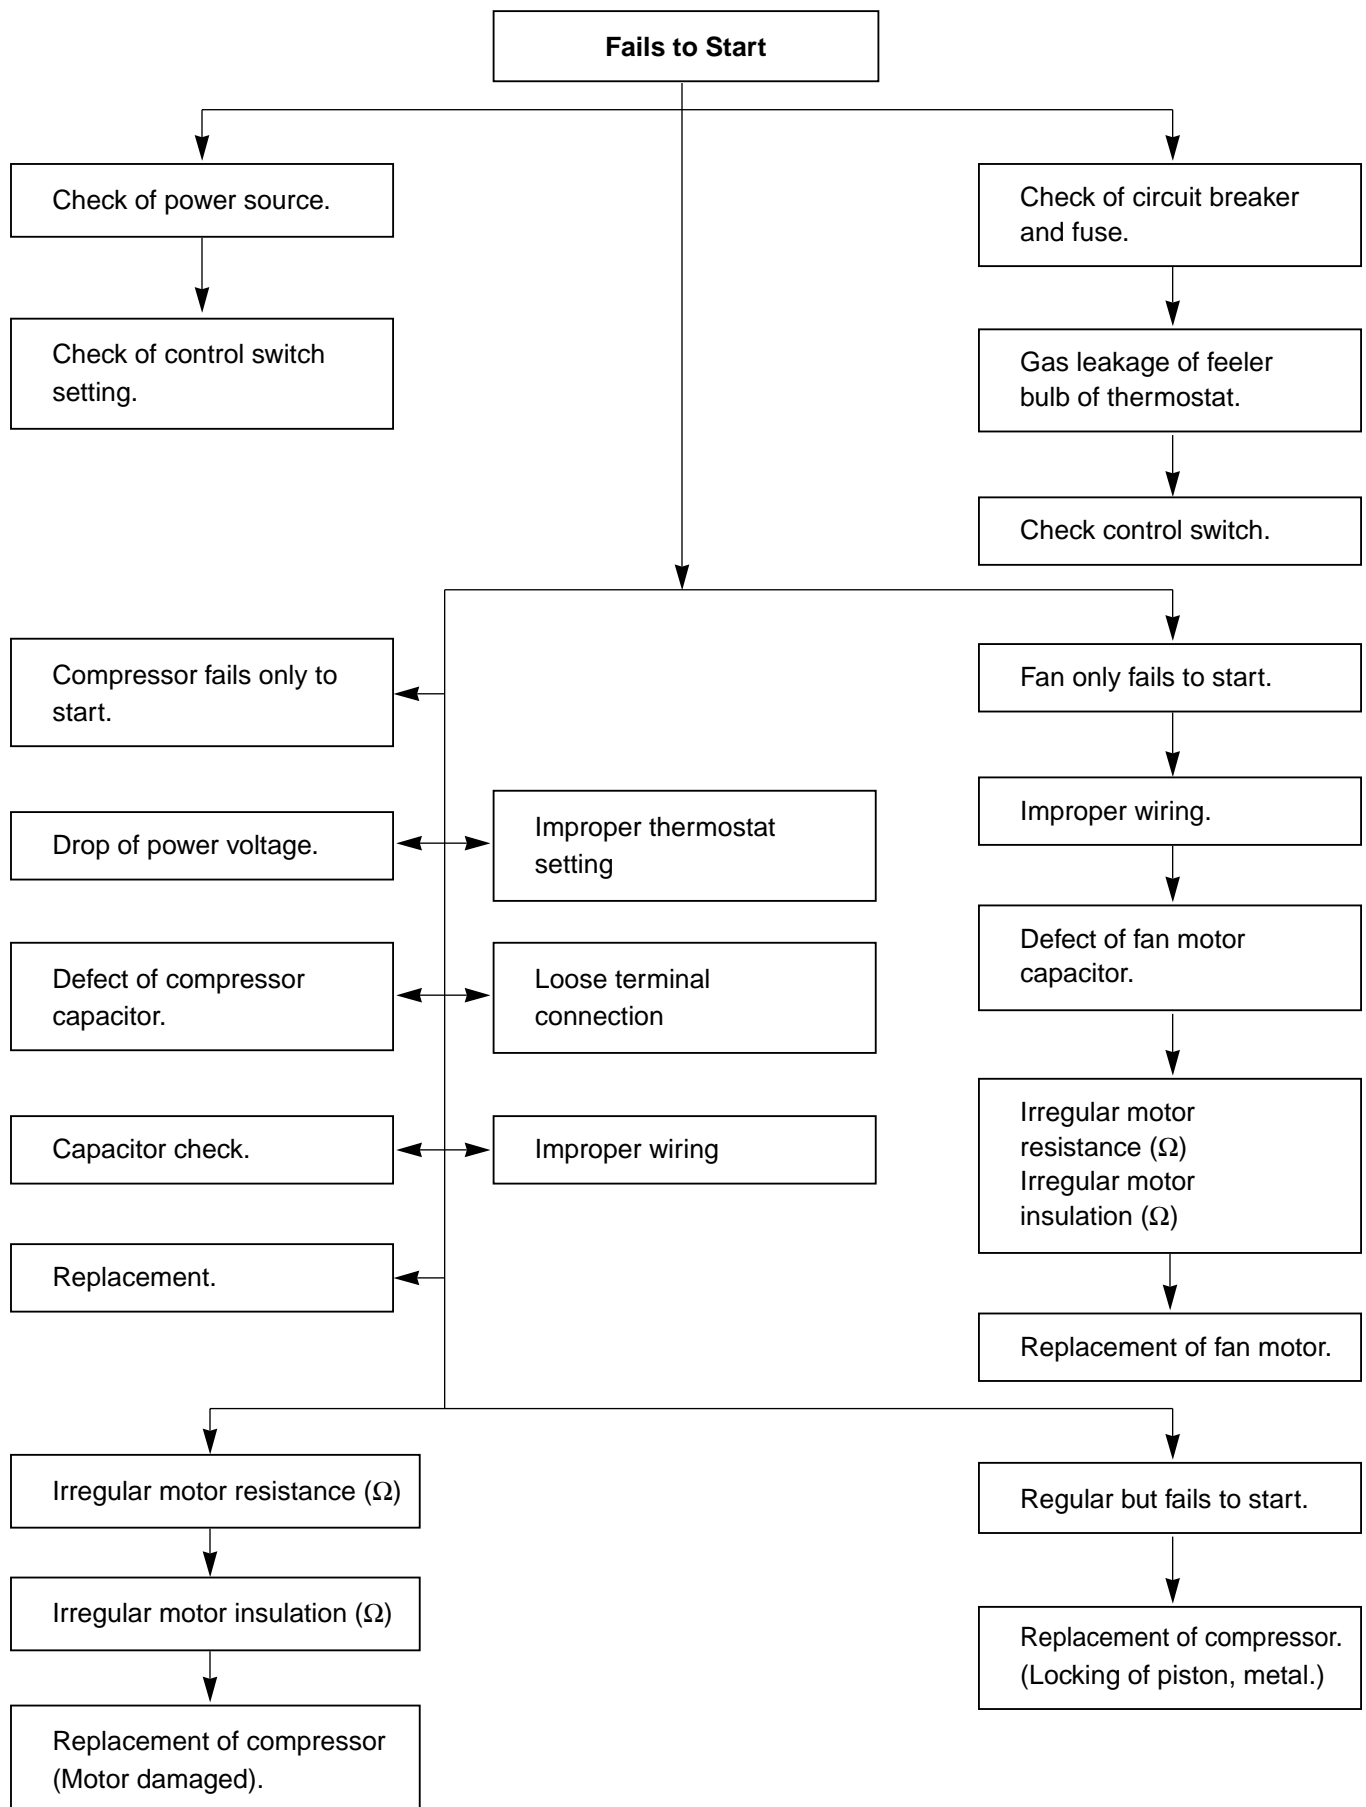 Fails to Start
Check of power source.
Check of circuit breaker
and fuse.
Check of control switch
setting.
Gas leakage of feeler
bulb of thermostat.
Check control switch.
Compressor fails only to
start.
Fan only fails to start.
Drop of power voltage.
Improper thermostat
setting
Improper wiring.
Defect of compressor
capacitor.
Loose terminal
connection
Defect of fan motor
capacitor.
Capacitor check.
Improper wiring
Irregular motor
resistance (Ω)
Irregular motor
insulation (Ω)
Replacement.
Replacement of fan motor.
Irregular motor resistance (Ω)
Regular but fails to start.
Irregular motor insulation (Ω)
Replacement of compressor.
(Locking of piston, metal.)
Replacement of compressor
(Motor damaged).